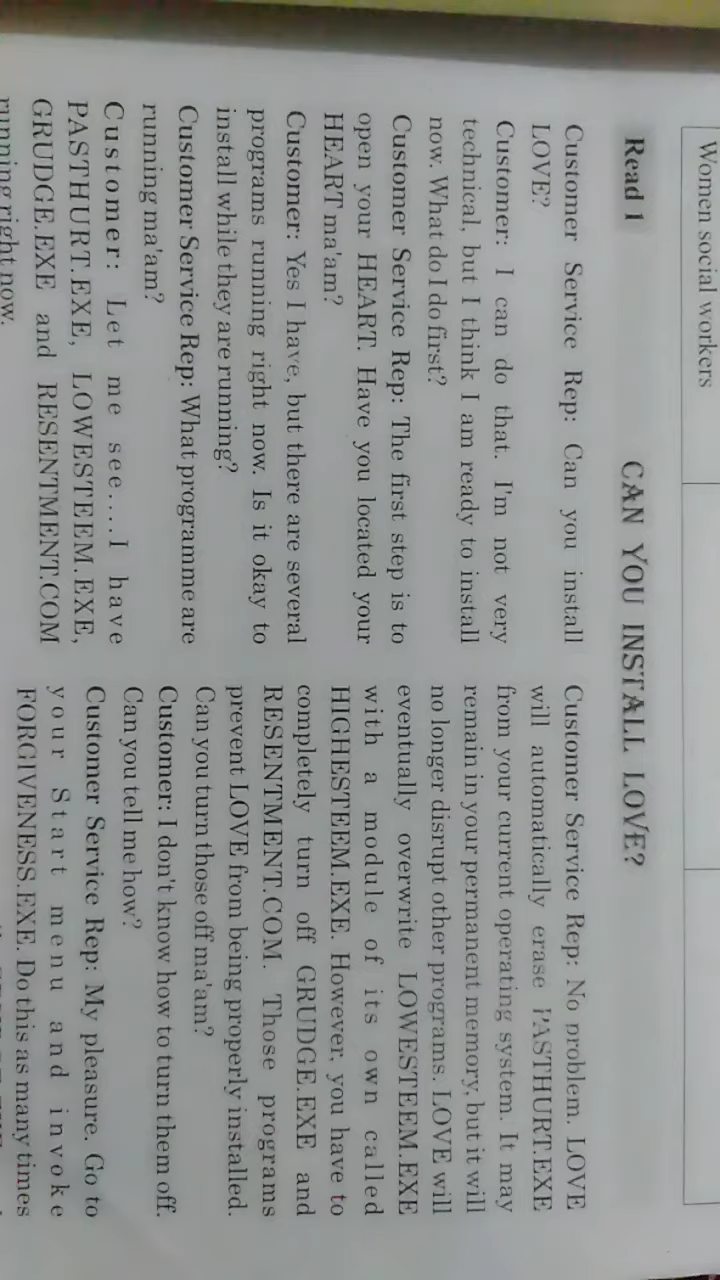 Women social workers
Read 1
CAN YOU INSTALL LOVE?
Customer Service Rep: Can you install
LOVE?
Customer: I can do that. I'm not very
technical, but I think I am ready to install
now. What do I do first?
Customer Service Rep: The first step is to
open your HEART. Have you located your
HEART ma'am?
Customer: Yes I have, but there are several
programs running right now. Is it okay to
install while they are running?
Customer Service Rep: What programme are
running ma'am?
Customer: Let me see....I have
PASTHURT.EXE, LOWESTEEM.EXE,
GRUDGE.EXE and RESENTMENT.COM
running right now.
Customer Service Rep: No problem. LOVE
will automatically erase PASTHURT.EXE
from your current operating system. It may
remain in your permanent memory, but it will
no longer disrupt other programs. LOVE will
eventually overwrite LOWESTEEM.EXE
with a module of its own called
HIGHESTEEM.EXE. However, you have to
completely turn off GRUDGE.EXE and
RESENTMENT.COM. Those programs
prevent LOVE from being properly installed.
Can you turn those off ma'am?
Customer: I don't know how to turn them off.
Can you tell me how?
Customer Service Rep: My pleasure. Go to
your Start menu and invoke
FORGIVENESS.EXE. Do this as many times